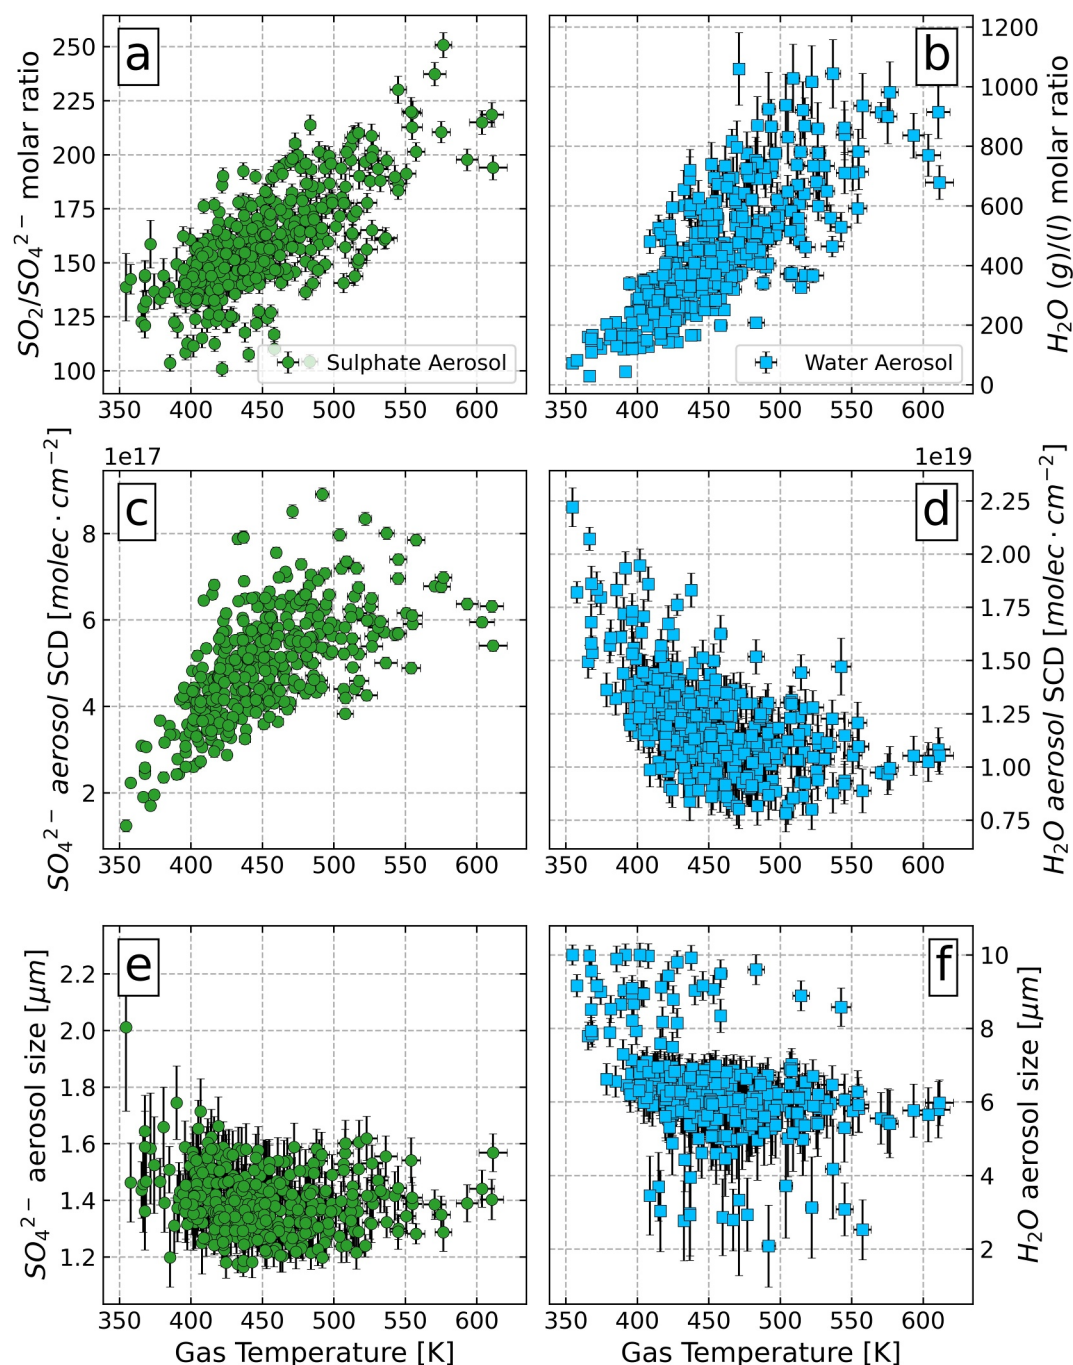 a
SO₂/SO₄²⁻ molar ratio
250
225
200
175
150
125
100
Sulphate Aerosol
350 400 450 500 550 600
b
H₂O (g)/(l) molar ratio
1200
1000
800
600
400
200
0
Water Aerosol
350 400 450 500 550 600
1e17
c
SO₄²⁻ aerosol SCD [molec · cm⁻²]
8
6
4
2
350 400 450 500 550 600
1e19
d
H₂O aerosol SCD [molec · cm⁻²]
2.25
2.00
1.75
1.50
1.25
1.00
0.75
350 400 450 500 550 600
e
SO₄²⁻ aerosol size [μm]
2.2
2.0
1.8
1.6
1.4
1.2
350 400 450 500 550 600
Gas Temperature [K]
f
H₂O aerosol size [μm]
10
8
6
4
2
350 400 450 500 550 600
Gas Temperature [K]